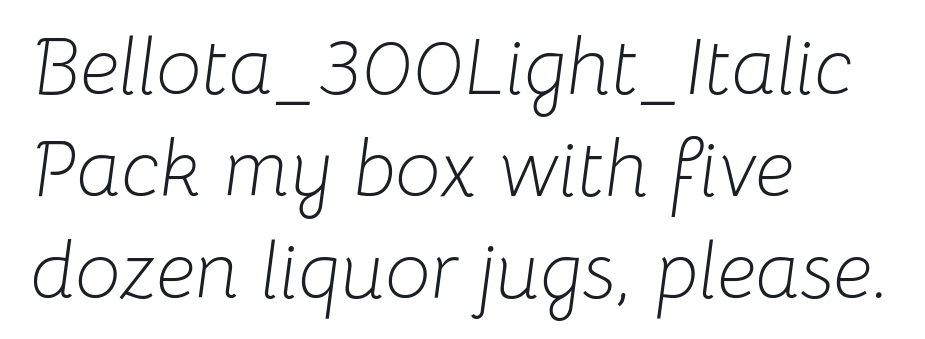 Bellota_300Light_Italic
Pack my box with five
dozen liquor jugs, please.